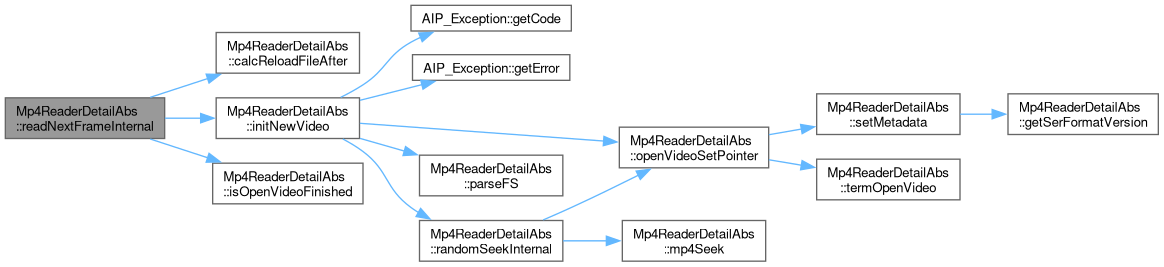 Mp4ReaderDetailAbs
::readNextFrameInternal
Mp4ReaderDetailAbs
::calcReloadFileAfter
Mp4ReaderDetailAbs
::initNewVideo
Mp4ReaderDetailAbs
::isOpenVideoFinished
AIP_Exception::getCode
AIP_Exception::getError
Mp4ReaderDetailAbs
::parseFS
Mp4ReaderDetailAbs
::randomSeekInternal
Mp4ReaderDetailAbs
::openVideoSetPointer
Mp4ReaderDetailAbs
::mp4Seek
Mp4ReaderDetailAbs
::setMetadata
Mp4ReaderDetailAbs
::termOpenVideo
Mp4ReaderDetailAbs
::getSerFormatVersion